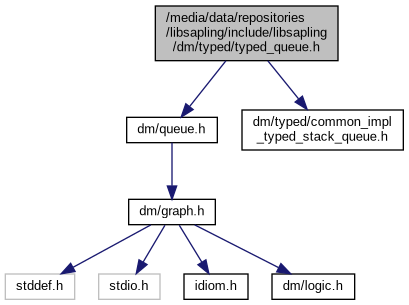 /media/data/repositories
/libsapling/include/libsapling
/dm/typed/typed_queue.h
dm/queue.h
dm/typed/common_impl
_typed_stack_queue.h
dm/graph.h
stddef.h
stdio.h
idiom.h
dm/logic.h